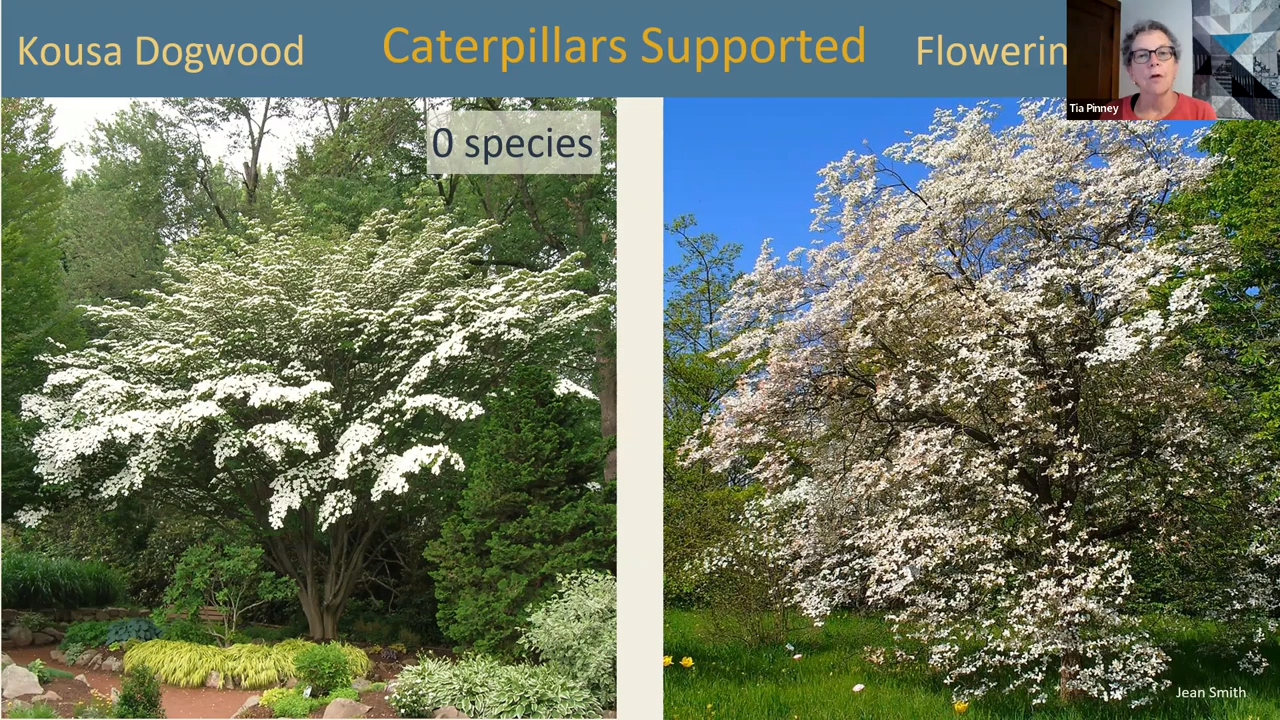 Kousa Dogwood
Caterpillars Supported
Flowerin
Tia Pinney
0 species
Jean Smith